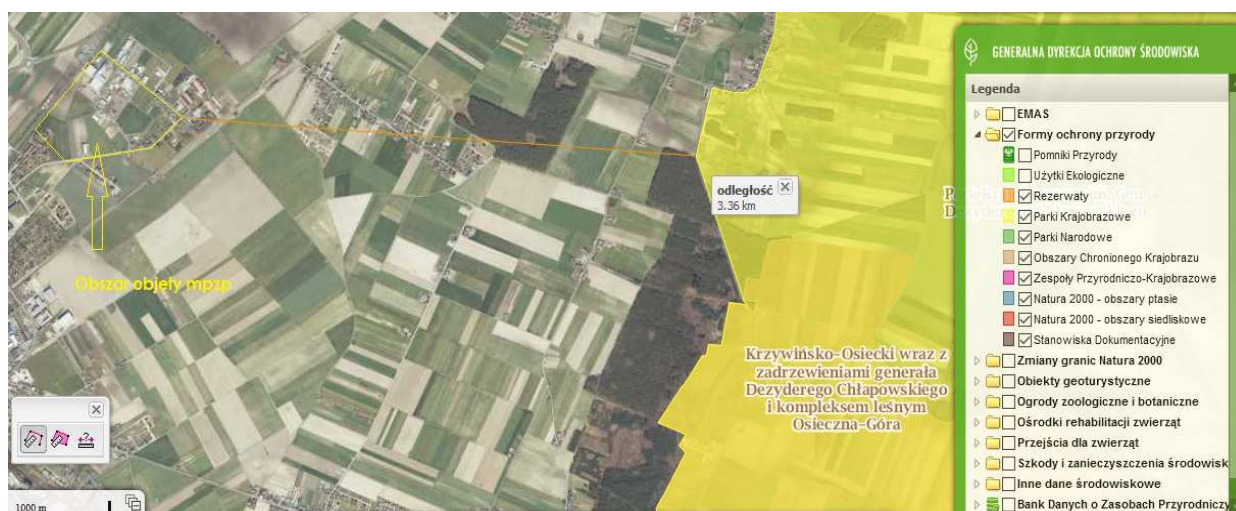 GENERALNA DYREKCJA OCHRONY ŚRODOWISKA
Legenda
EMAS
Formy ochrony przyrody
Pomniki Przyrody
Użytki Ekologiczne
Rezerwaty
Parki Krajobrazowe
Parki Narodowe
Obszary Chronionego Krajobrazu
Zespoły Przyrodniczo-Krajobrazowe
Natura 2000 - obszary ptasie
Natura 2000 - obszary siedliskowe
Stanowiska Dokumentacyjne
Zmiany granic Natura 2000
Obiekty geoturystyczne
Ogrody zoologiczne i botaniczne
Ośrodki rehabilitacji zwierząt
Przejścia dla zwierząt
Szkody i zanieczyszczenia środowisk
Inne dane środowiskowe
Bank Danych o Zasobach Przyrodniczy
odległość
3.36 km
Obszar objęty mpzp
Krzywińsko-Osiecki wraz z
zadrzewieniami generała
Dezyderego Chłapowskiego
i kompleksem leśnym
Osieczna-Góra
1000 m